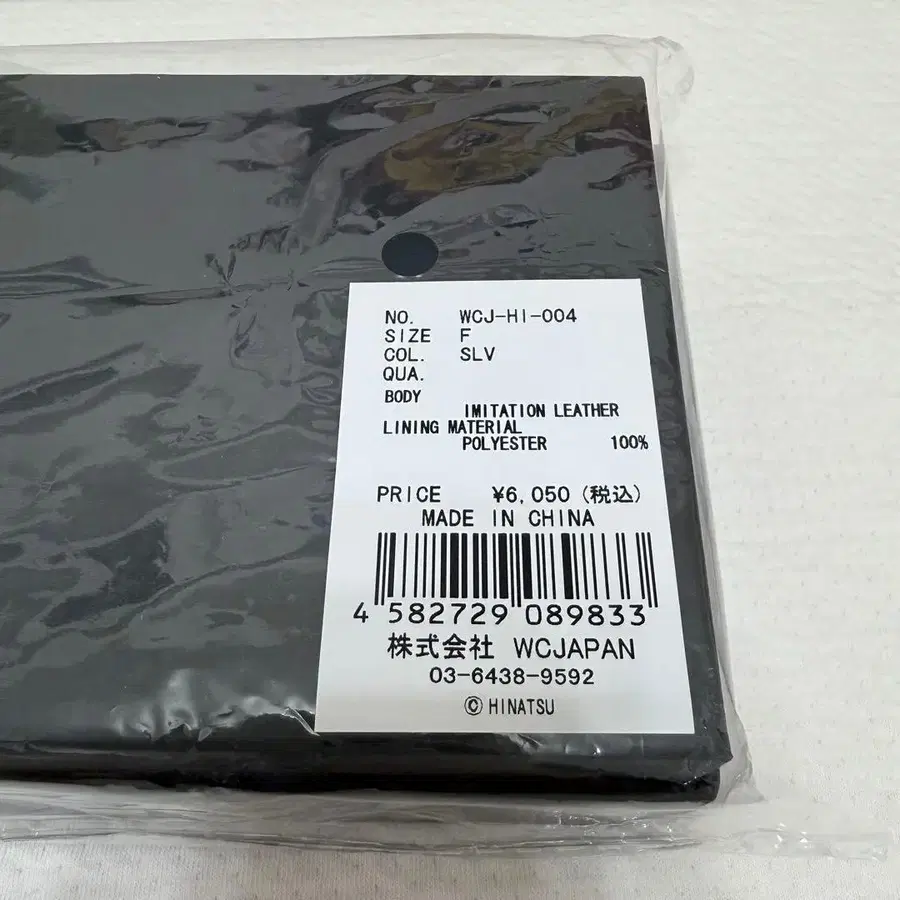 NO. WCJ-HI-004
SIZE F
COL. SLV
QUA.
BODY
IMITATION LEATHER
LINING MATERIAL
POLYESTER 100%
PRICE ¥6,050 (税込)
MADE IN CHINA
4 582729 089833
株式会社 WCJAPAN
03-6438-9592
© HINATSU